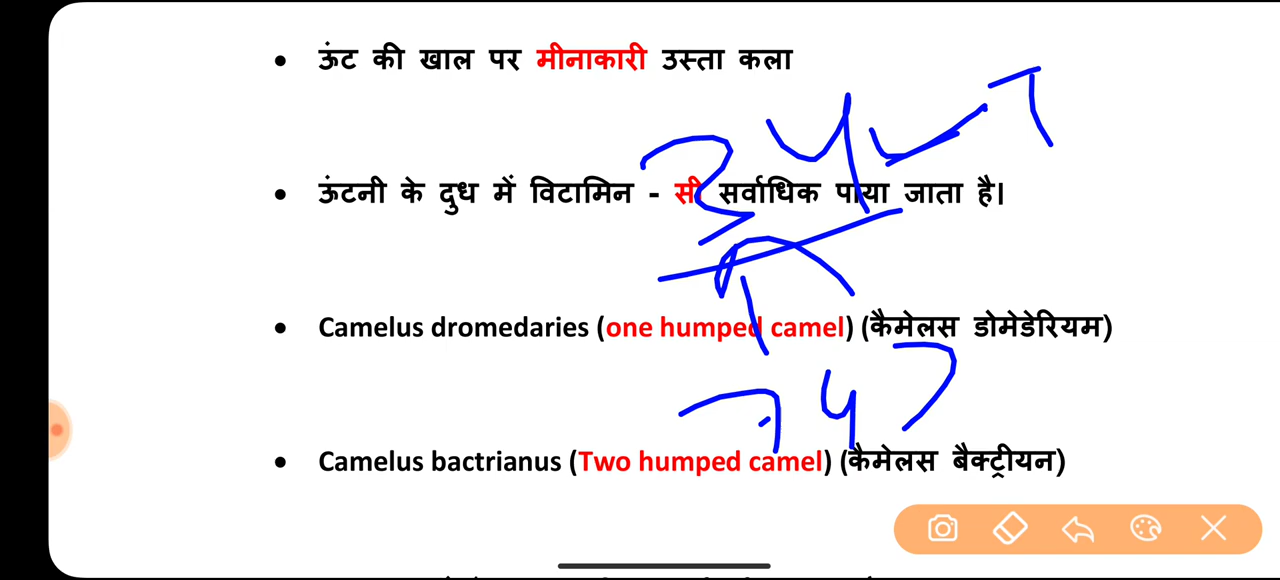 • ऊंट की खाल पर मीनाकारी उस्ता कला
• ऊंटनी के दुध में विटामिन - सी सर्वाधिक पाया जाता है।
• Camelus dromedaries (one humped camel) (कैमेलस डोमेडेरियम)
• Camelus bactrianus (Two humped camel) (कैमेलस बैक्ट्रीयन)